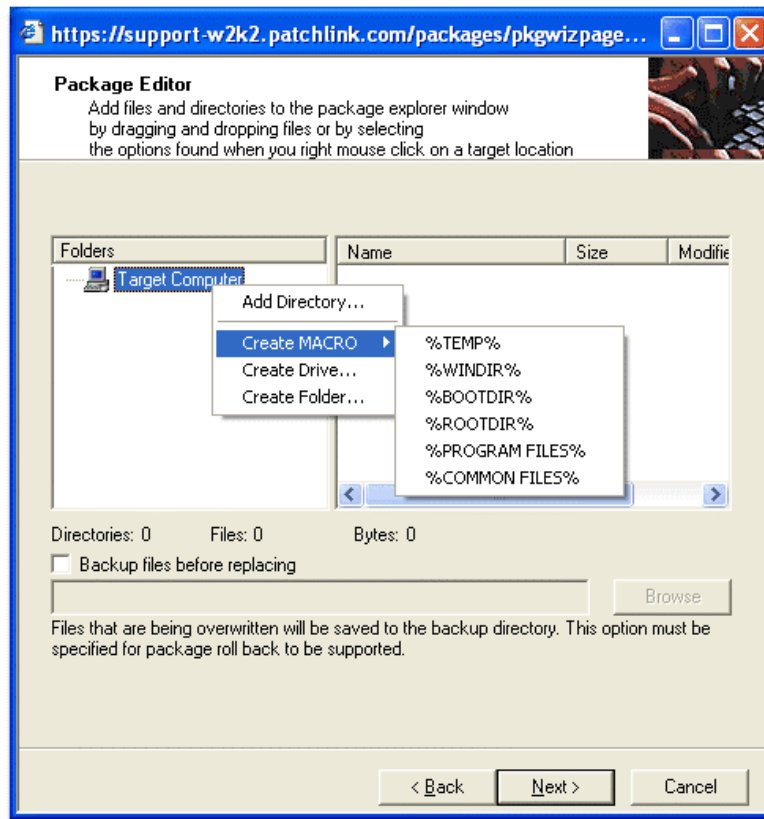 https://support-w2k2.patchlink.com/packages/pkgwizpage...
Package Editor
Add files and directories to the package explorer window
by dragging and dropping files or by selecting
the options found when you right mouse click on a target location
Folders
Name
Size
Modifie
Target Computer
Add Directory...
Create MACRO
Create Drive...
Create Folder...
%TEMP%
%WINDIR%
%BOOTDIR%
%ROOTDIR%
%PROGRAM FILES%
%COMMON FILES%
Directories: 0 Files: 0 Bytes: 0
Backup files before replacing
Browse
Files that are being overwritten will be saved to the backup directory. This option must be
specified for package roll back to be supported.
< Back
Next >
Cancel